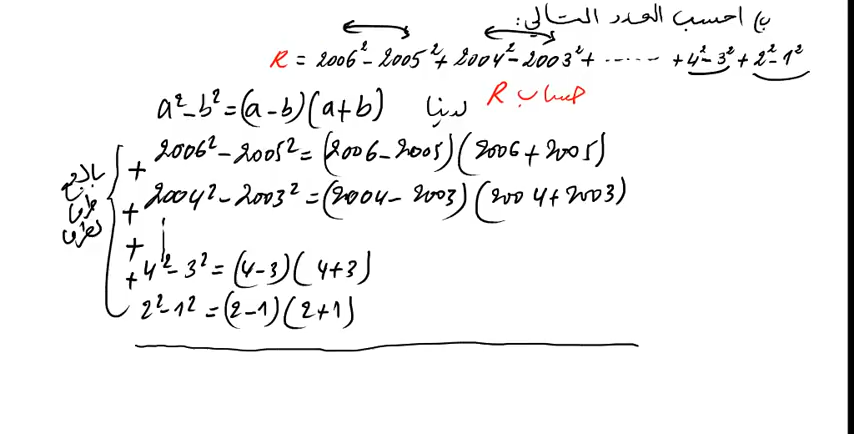 ب) احسب العدد التالي:
R = 2006² - 2005² + 2004² - 2003² + ...... + 4² - 3² + 2² - 1²
حساب R
لدينا a² - b² = (a - b)(a + b)
2006² - 2005² = (2006 - 2005)(2006 + 2005)
+ 2004² - 2003² = (2004 - 2003)(2004 + 2003)
+
+
+ 4² - 3² = (4 - 3)(4 + 3)
2² - 1² = (2 - 1)(2 + 1)
بالجمع
طرفا
لطرف